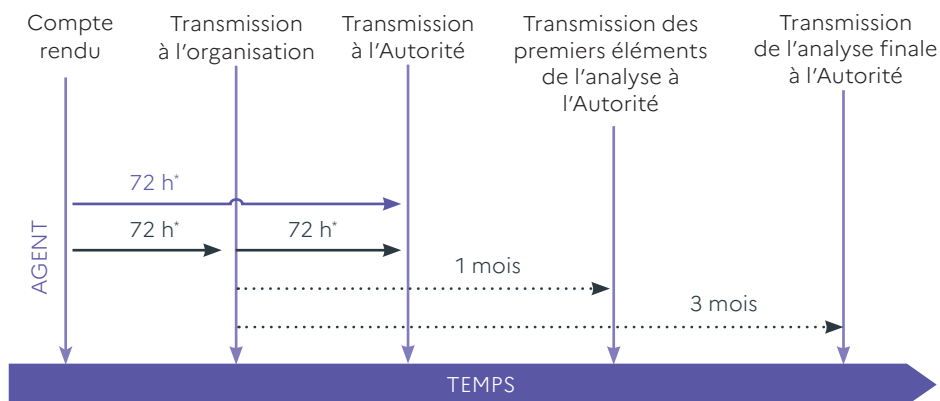 Compte
rendu
Transmission
à l'organisation
Transmission
à l'Autorité
Transmission des
premiers éléments
de l'analyse à
l'Autorité
Transmission
de l'analyse finale
à l'Autorité
72 h*
72 h*
72 h*
1 mois
3 mois
AGENT
TEMPS